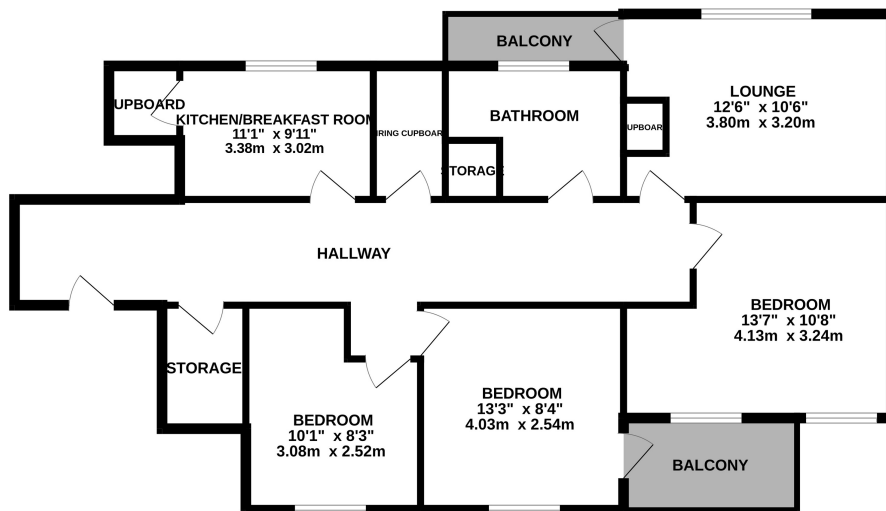 BALCONY
LOUNGE
12'6" x 10'6"
3.80m x 3.20m
UPBOARD
KITCHEN/BREAKFAST ROOM
11'1" x 9'11"
3.38m x 3.02m
IRING CUPBOARD
BATHROOM
UPBOAR
STORAGE
HALLWAY
BEDROOM
13'7" x 10'8"
4.13m x 3.24m
STORAGE
BEDROOM
10'1" x 8'3"
3.08m x 2.52m
BEDROOM
13'3" x 8'4"
4.03m x 2.54m
BALCONY